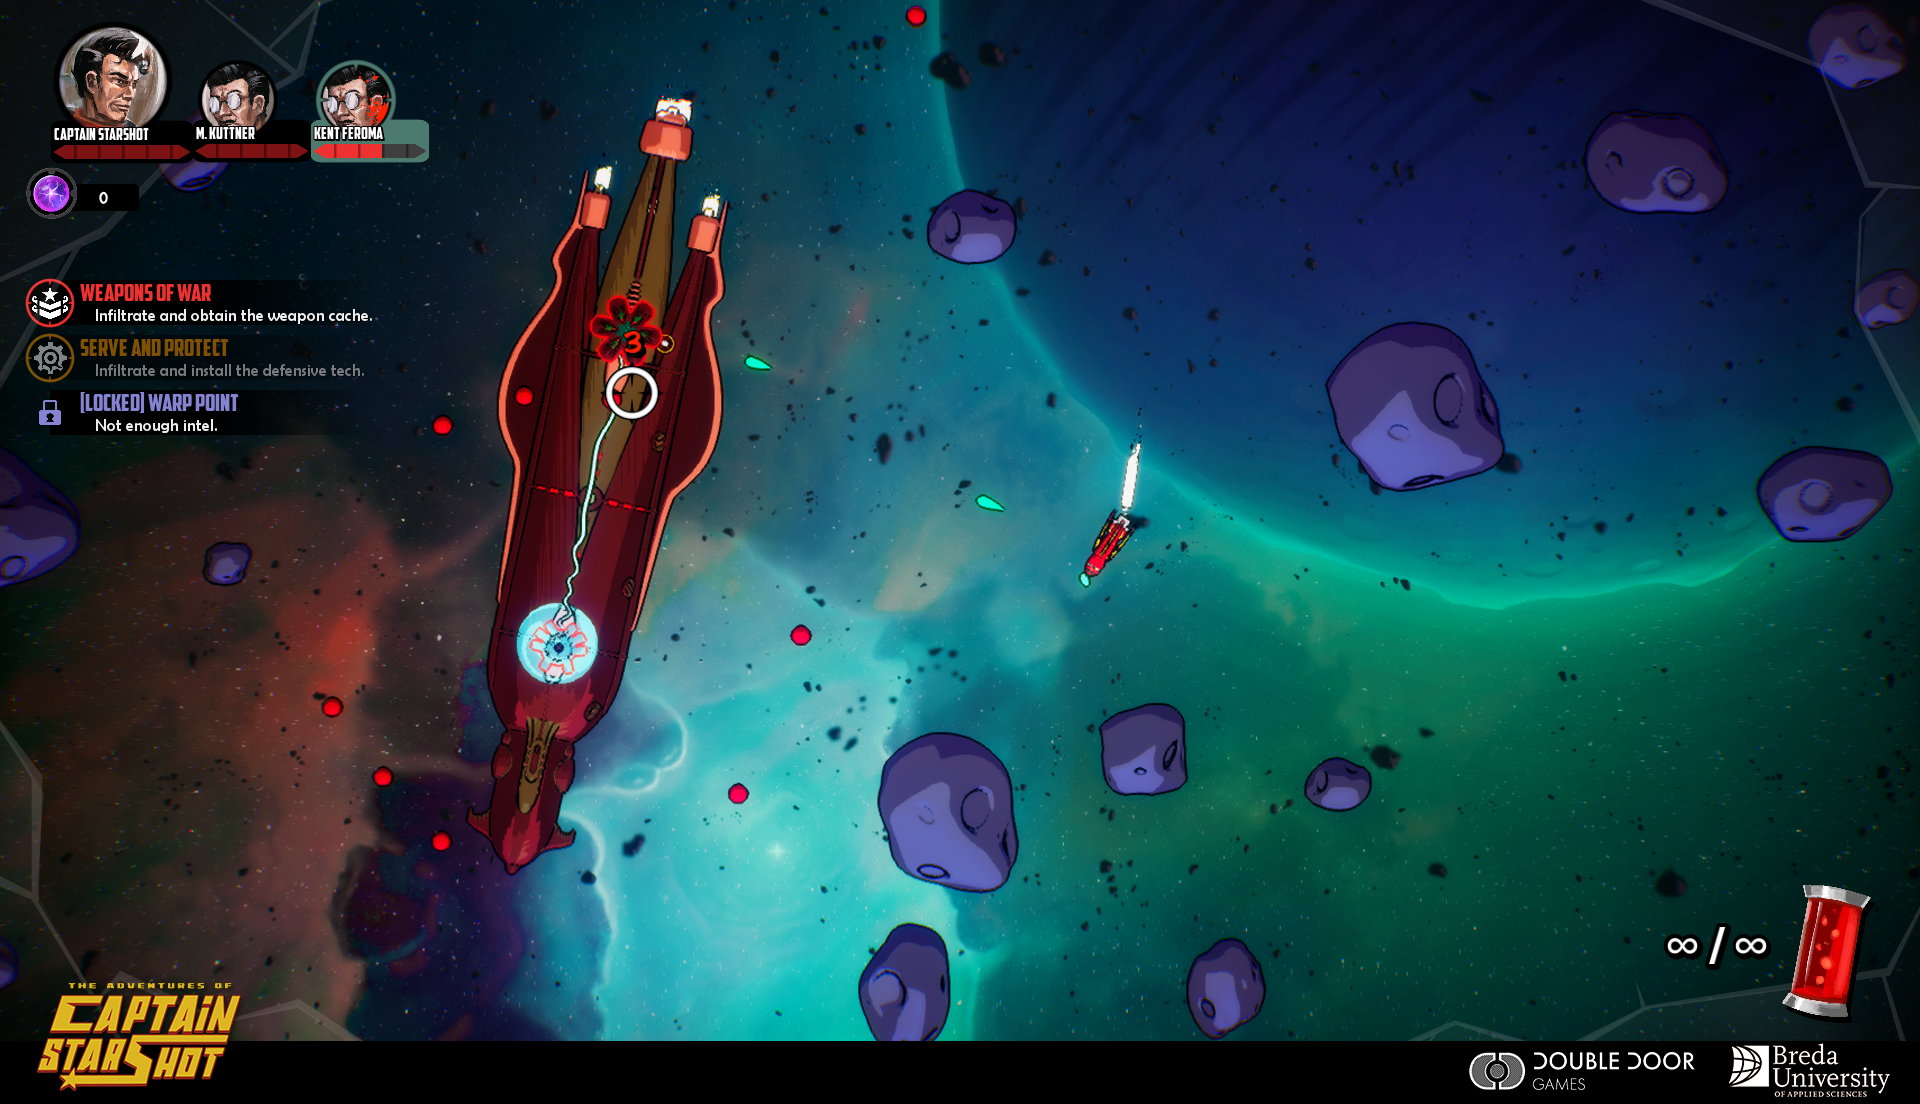 CAPTAIN STARSHOT
M. KUTTNER
KENT FEROMA
0
WEAPONS OF WAR
Infiltrate and obtain the weapon cache.
SERVE AND PROTECT
Infiltrate and install the defensive tech.
[LOCKED] WARP POINT
Not enough intel.
3
∞/∞
THE ADVENTURES OF
CAPTAIN
STARSHOT
DOUBLE DOOR
GAMES
Breda
University
OF APPLIED SCIENCES